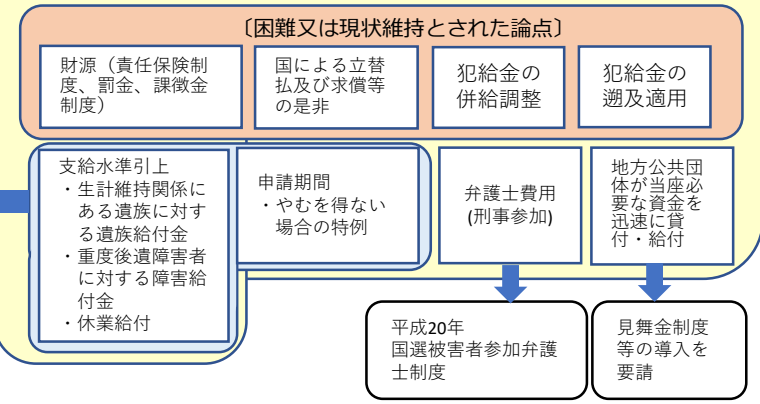 〔困難又は現状維持とされた論点〕
財源（責任保険制
度、罰金、課徴金
制度）
国による立替
払及び求償等
の是非
犯給金の
併給調整
犯給金の
遡及適用
支給水準引上
・生計維持関係に
ある遺族に対す
る遺族給付金
・重度後遺障害者
に対する障害給
付金
・休業給付
申請期間
・やむを得ない
場合の特例
弁護士費用
(刑事参加)
地方公共団
体が当座必
要な資金を
迅速に貸
付・給付
平成20年
国選被害者参加弁護
士制度
見舞金制度
等の導入を
要請